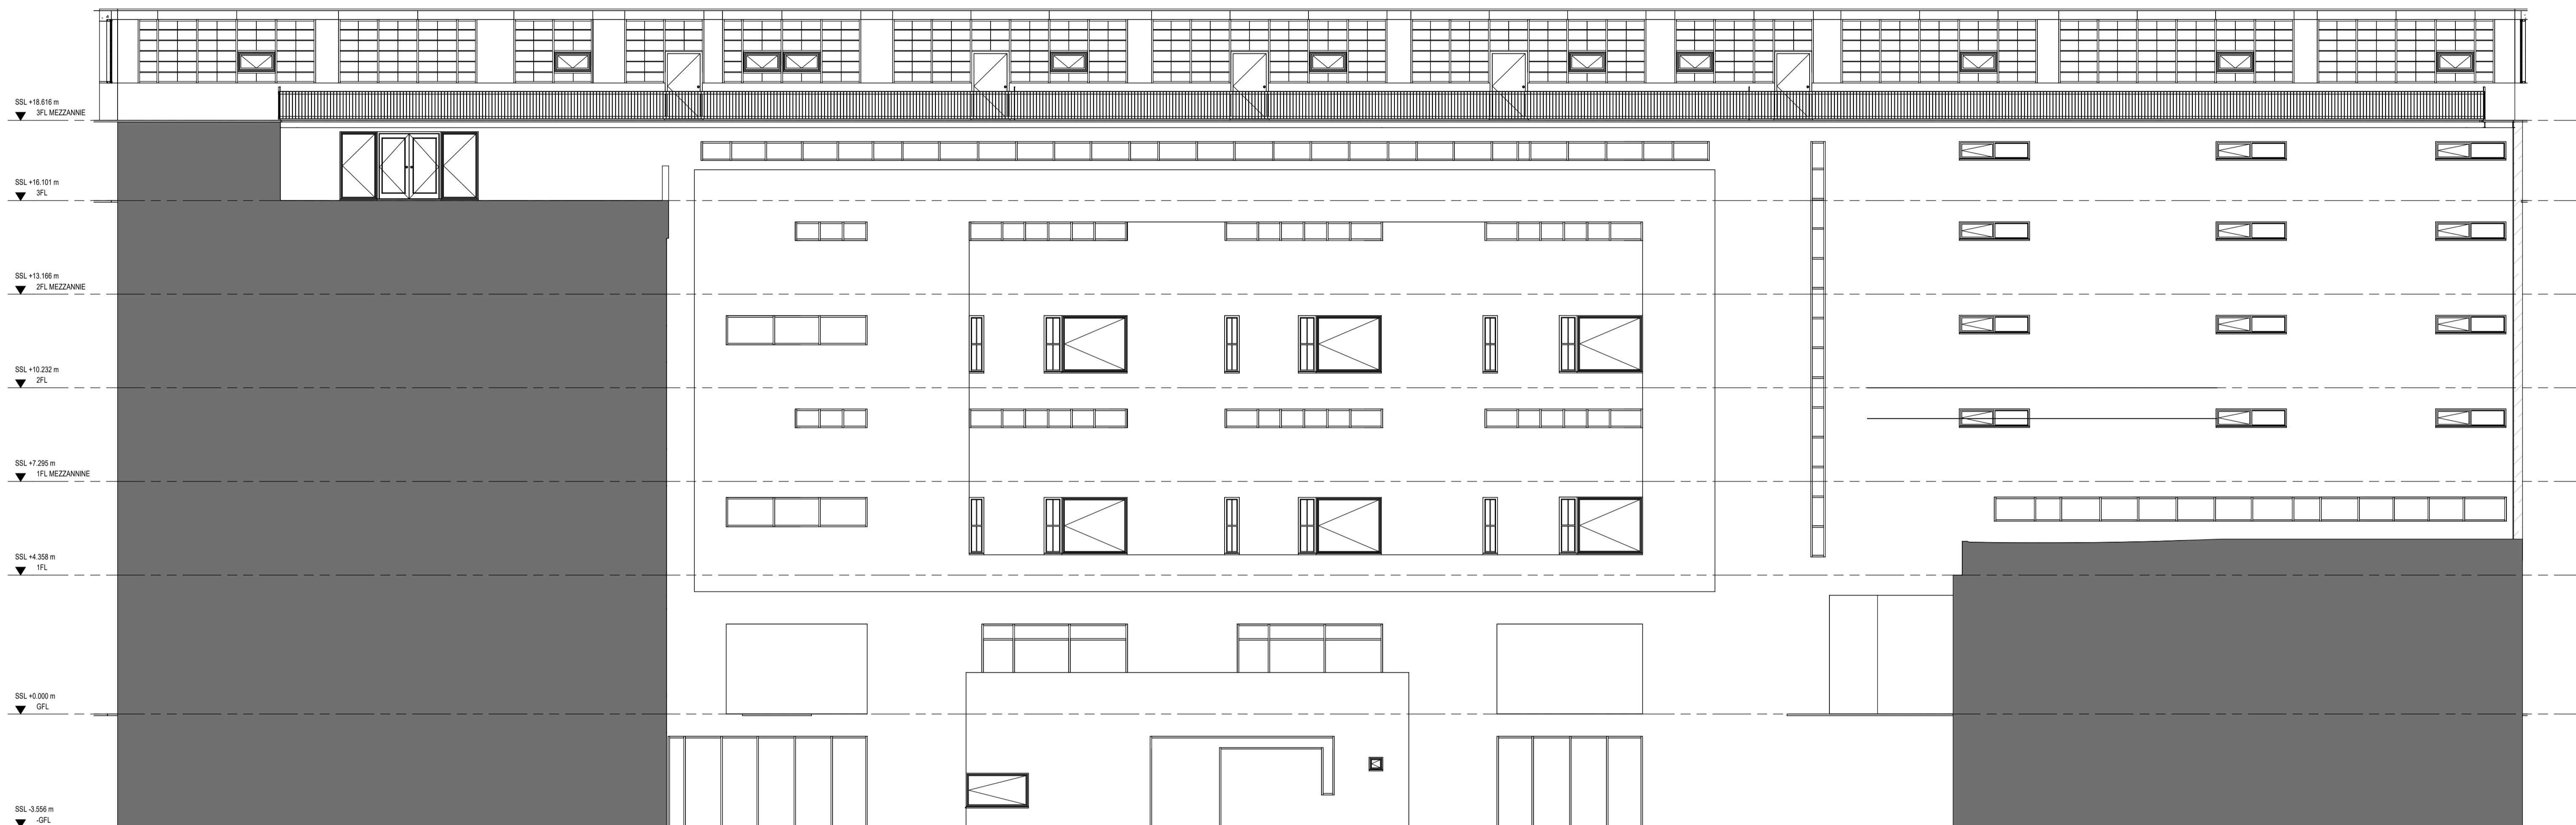 SSL +18.616 m
3FL MEZZANNIE
SSL +16.101 m
3FL
SSL +13.166 m
2FL MEZZANNIE
SSL +10.232 m
2FL
SSL +7.295 m
1FL MEZZANNINE
SSL +4.358 m
1FL
SSL +0.000 m
GFL
SSL -3.556 m
-GFL